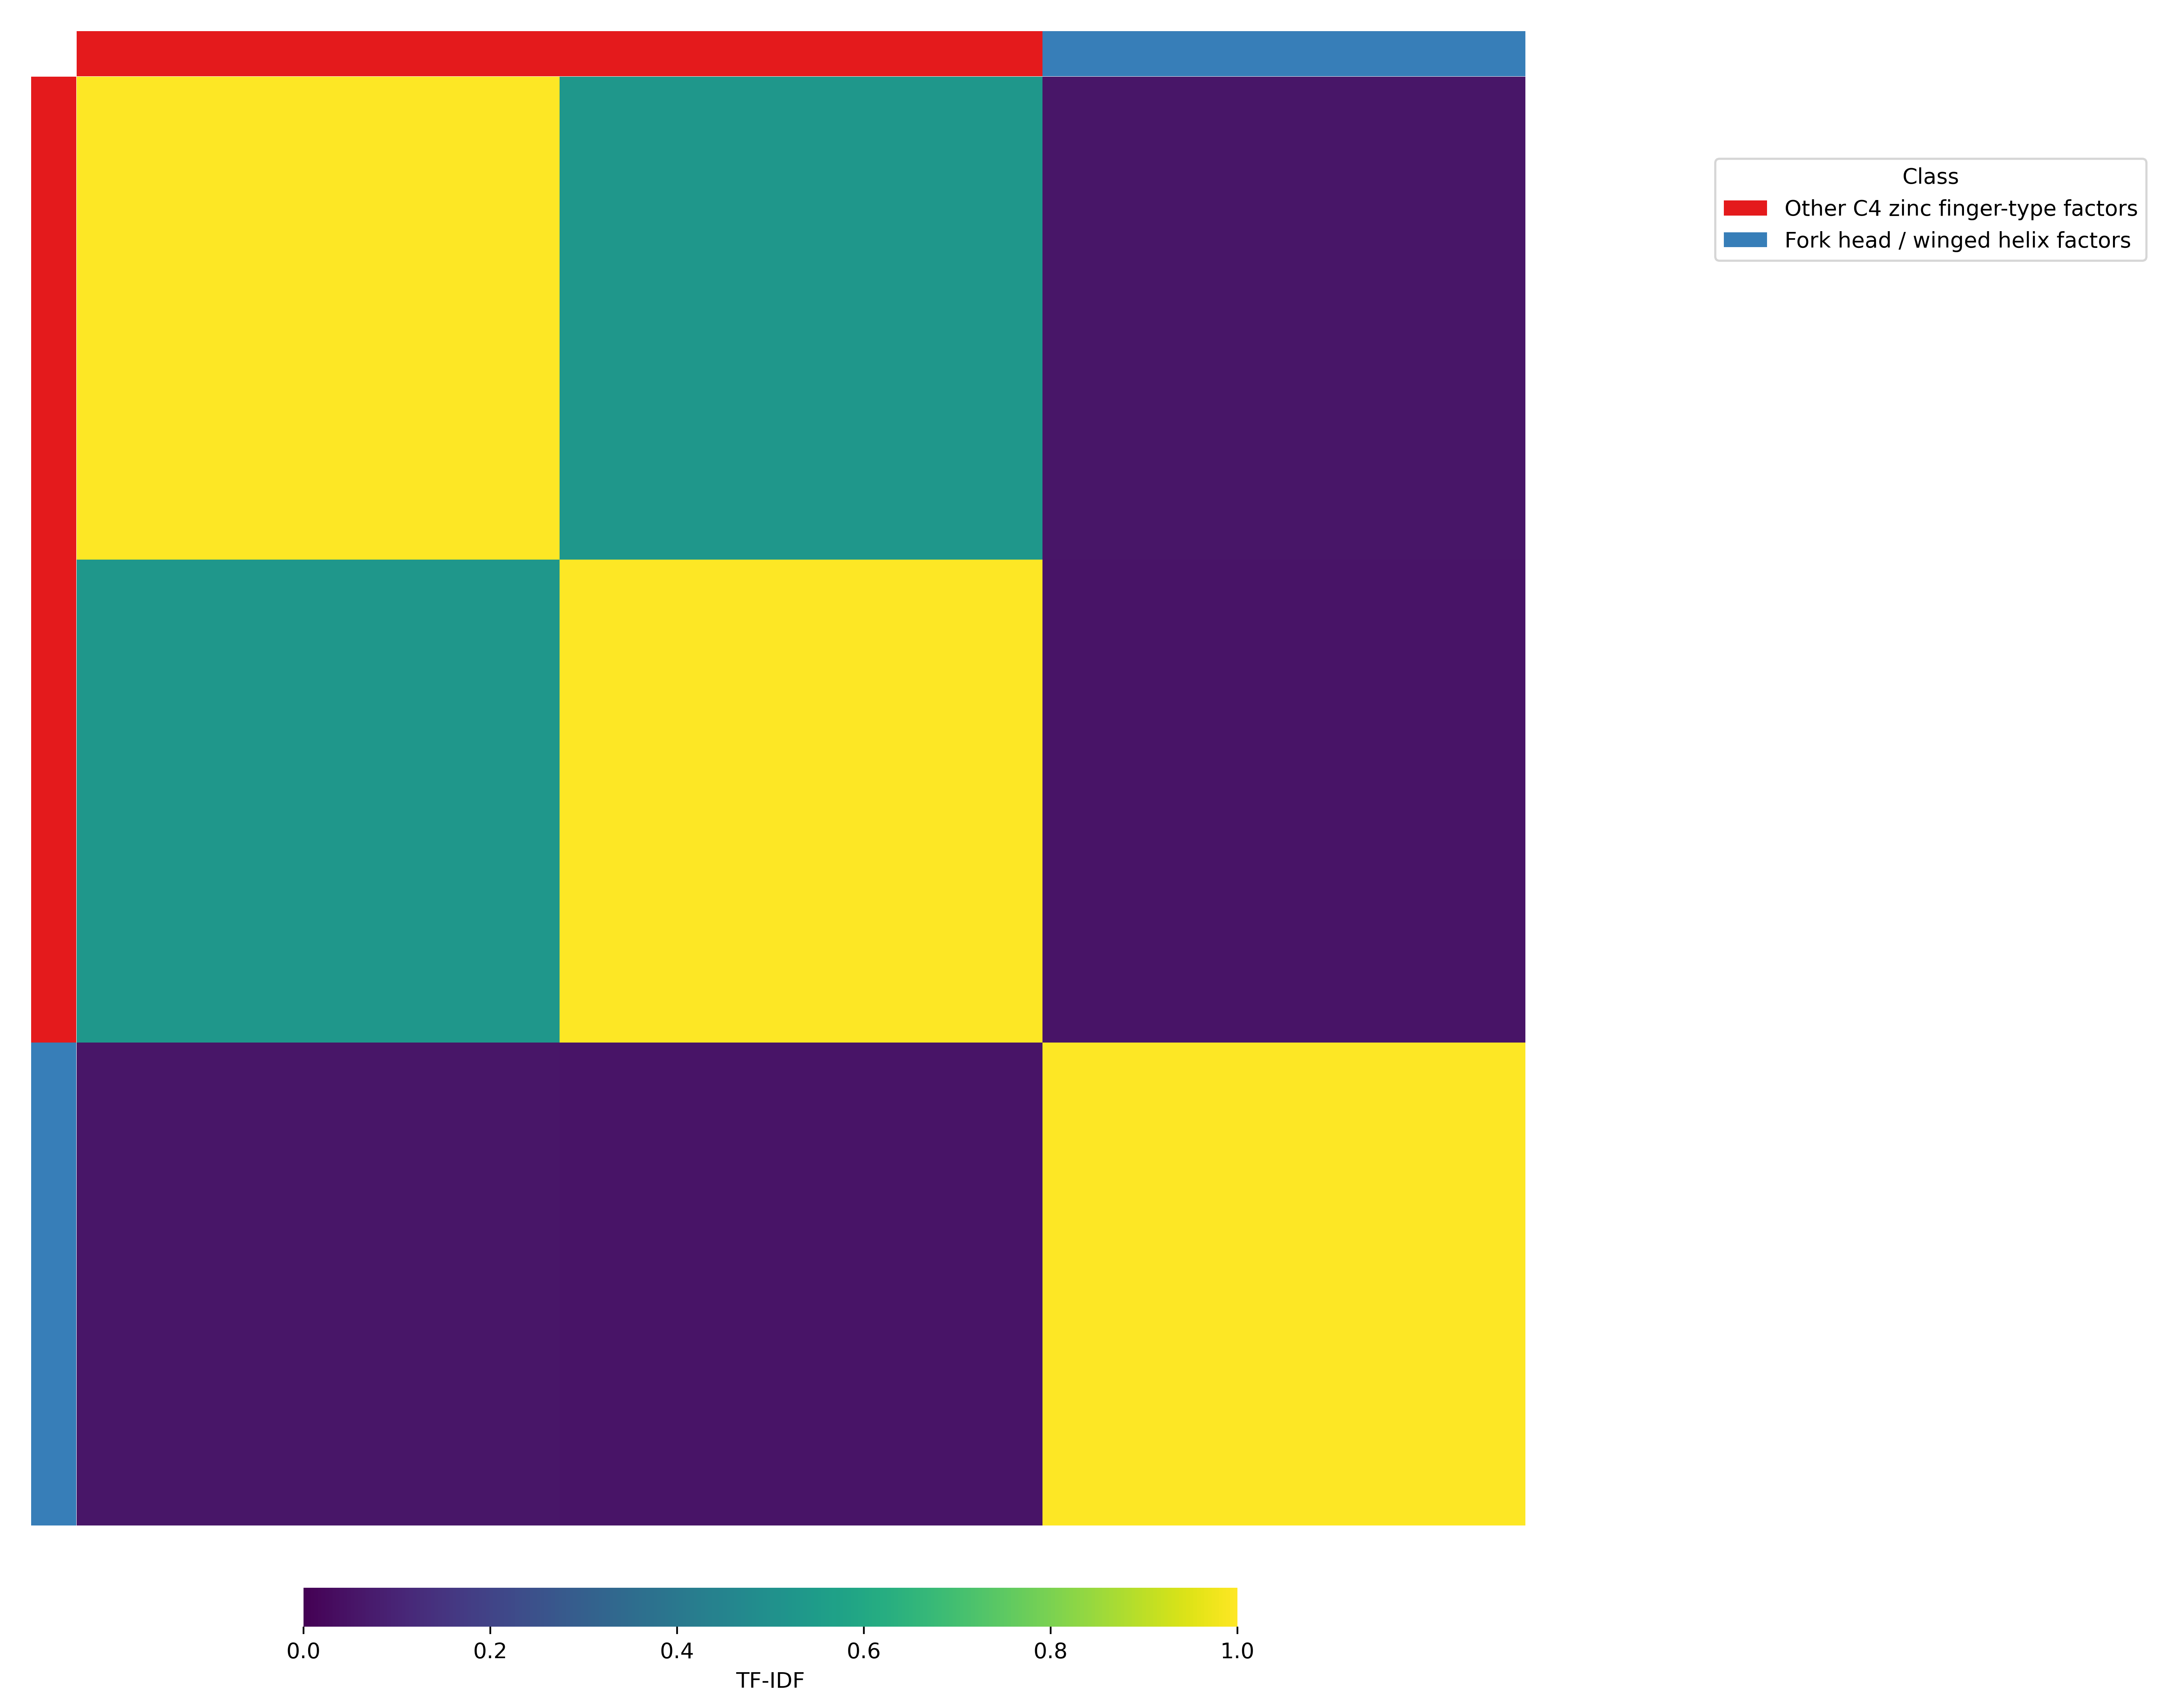 Class
Other C4 zinc finger-type factors
Fork head / winged helix factors
0.0 0.2 0.4 0.6 0.8 1.0
TF-IDF